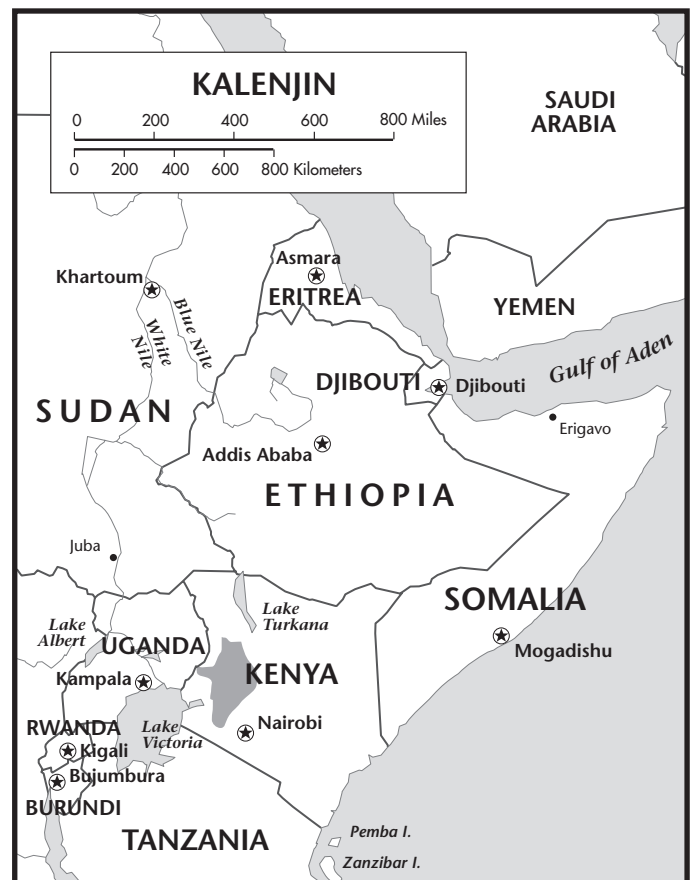 KALENJIN
0 200 400 600 800 Miles
0 200 400 600 800 Kilometers
SAUDI
ARABIA
Asmara
ERITREA
Khartoum
Blue Nile
White
Nile
YEMEN
Gulf of Aden
DJIBOUTI
Djibouti
SUDAN
Erigavo
Addis Ababa
ETHIOPIA
Juba
SOMALIA
Lake
Turkana
Lake
Albert
UGANDA
Mogadishu
KENYA
Kampala
Nairobi
RWANDA
Lake
Victoria
Kigali
Bujumbura
BURUNDI
TANZANIA
Pemba I.
Zanzibar I.